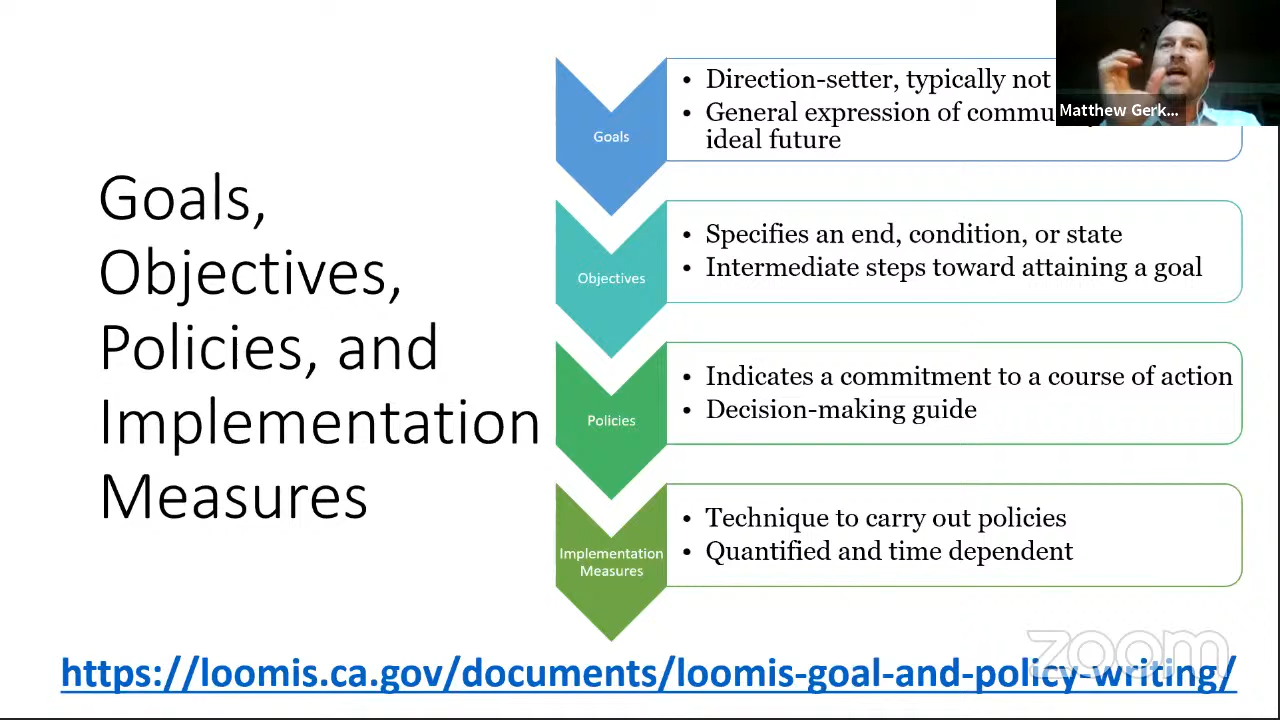 Goals,
Objectives,
Policies, and
Implementation
Measures
Goals
• Direction-setter, typically not
• General expression of
ideal future
Objectives
• Specifies an end, condition, or state
• Intermediate steps toward attaining a goal
Policies
• Indicates a commitment to a course of action
• Decision-making guide
Implementation
Measures
• Technique to carry out policies
• Quantified and time dependent
https://loomis.ca.gov/documents/loomis-goal-and-policy-writing/
Matthew Gerk...
zoom